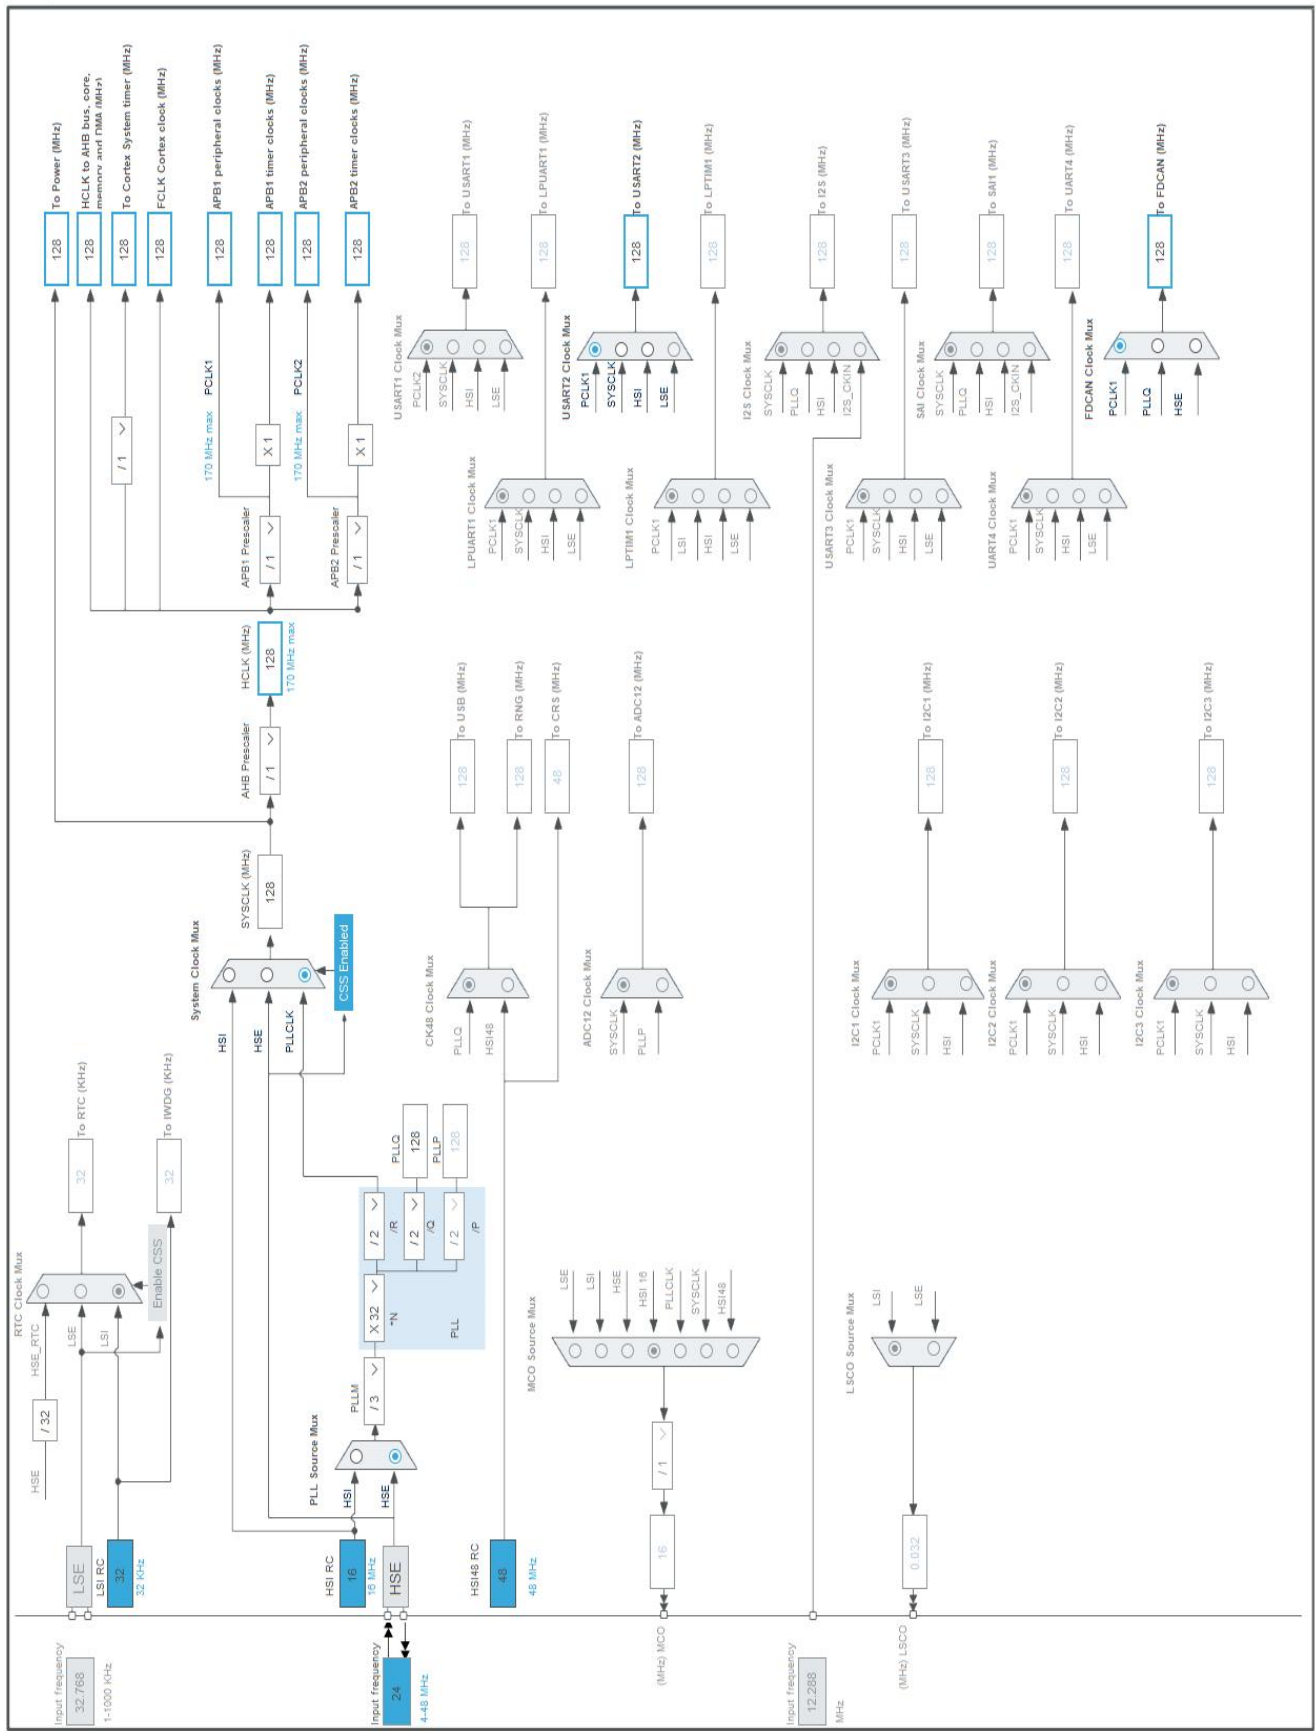 RTC Clock Mux
HSE
/ 32
HSE_RTC
LSE
LSI
Enable CSS
32
To RTC (KHz)
32
To IWDG (KHz)
Input frequency
32.768
1-1000 KHz
LSE
LSI RC
32
32 KHz
System Clock Mux
HSI
HSE
PLLCLK
CSS Enabled
SYSCLK (MHz)
128
AHB Prescaler
/ 1
HCLK (MHz)
128
170 MHz max
APB1 Prescaler
/ 1
APB2 Prescaler
/ 1
/ 1
170 MHz max
PCLK1
X 1
170 MHz max
PCLK2
X 1
128
To Power (MHz)
128
HCLK to AHB bus, core,
memory and DMA (MHz)
128
To Cortex System timer (MHz)
128
FCLK Cortex clock (MHz)
128
APB1 peripheral clocks (MHz)
128
APB1 timer clocks (MHz)
128
APB2 peripheral clocks (MHz)
128
APB2 timer clocks (MHz)
HSI RC
16
16 MHz
Input frequency
24
4-48 MHz
HSE
PLL Source Mux
HSI
HSE
PLLM
/ 3
X 32
*N
PLL
/ 2
/R
/ 2
/Q
/ 2
/P
PLLQ
128
PLLP
128
HSI48 RC
48
48 MHz
CK48 Clock Mux
PLLQ
HSI48
128
To USB (MHz)
128
To RNG (MHz)
48
To CRS (MHz)
ADC12 Clock Mux
SYSCLK
PLLP
128
To ADC12 (MHz)
USART1 Clock Mux
PCLK2
SYSCLK
HSI
LSE
128
To USART1 (MHz)
LPUART1 Clock Mux
PCLK1
SYSCLK
HSI
LSE
128
To LPUART1 (MHz)
USART2 Clock Mux
PCLK1
SYSCLK
HSI
LSE
128
To USART2 (MHz)
LPTIM1 Clock Mux
PCLK1
LSI
HSI
LSE
128
To LPTIM1 (MHz)
I2S Clock Mux
SYSCLK
PLLQ
HSI
I2S_CKIN
128
To I2S (MHz)
USART3 Clock Mux
PCLK1
SYSCLK
HSI
LSE
128
To USART3 (MHz)
SAI Clock Mux
SYSCLK
PLLQ
HSI
I2S_CKIN
128
To SAI1 (MHz)
UART4 Clock Mux
PCLK1
SYSCLK
HSI
LSE
128
To UART4 (MHz)
FDCAN Clock Mux
PCLK1
PLLQ
HSE
128
To FDCAN (MHz)
MCO Source Mux
LSE
LSI
HSE
HSI 16
PLLCLK
SYSCLK
HSI48
/ 1
16
(MHz) MCO
Input frequency
12.288
MHz
LSCO Source Mux
LSI
LSE
0.032
(MHz) LSCO
I2C1 Clock Mux
PCLK1
SYSCLK
HSI
128
To I2C1 (MHz)
I2C2 Clock Mux
PCLK1
SYSCLK
HSI
128
To I2C2 (MHz)
I2C3 Clock Mux
PCLK1
SYSCLK
HSI
128
To I2C3 (MHz)